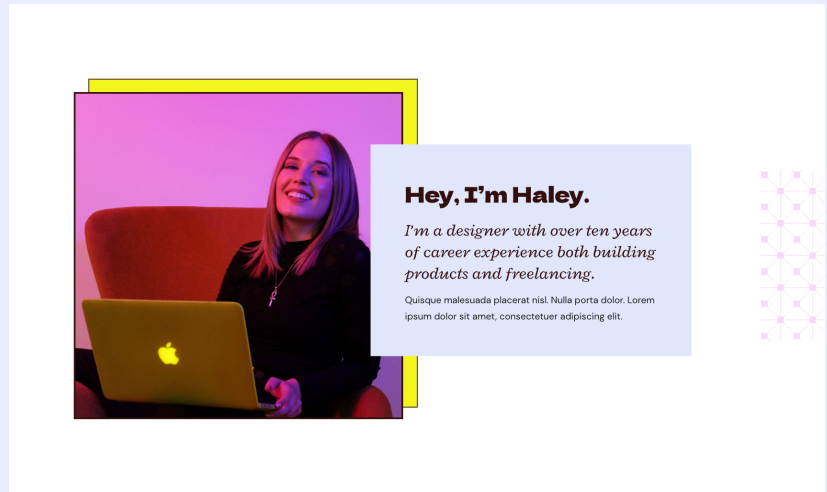 Hey, I’m Haley.
I’m a designer with over ten years
of career experience both building
products and freelancing.
Quisque malesuada placerat nisl. Nulla porta dolor. Lorem
ipsum dolor sit amet, consectetuer adipiscing elit.